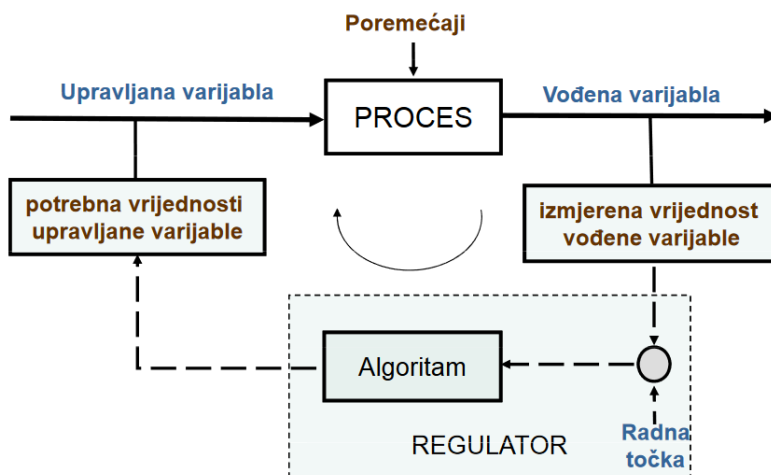 Poremećaji
Upravljana varijabla
PROCES
Vođena varijabla
potrebna vrijednosti
upravljane varijable
izmjerena vrijednost
vođene varijable
Algoritam
REGULATOR
Radna
točka